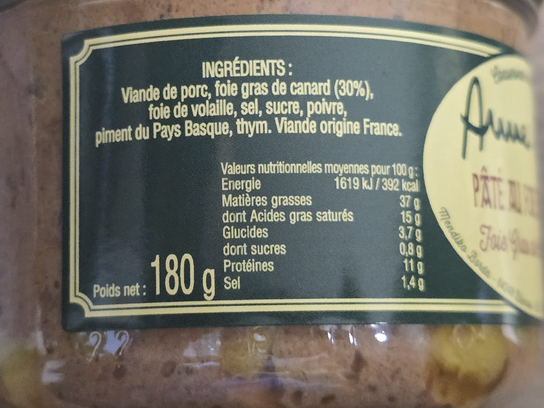 INGRÉDIENTS :
Viande de porc, foie gras de canard (30%),
foie de volaille, sel, sucre, poivre,
piment du Pays Basque, thym. Viande origine France.
Valeurs nutritionnelles moyennes pour 100 g :
Energie 1619 kJ / 392 kcal
Matières grasses 37 g
dont Acides gras saturés 15 g
Glucides 3,7 g
dont sucres 0,8 g
Protéines 11 g
Sel 1,4 g
Poids net : 180 g
PÂTÉ AU
Foie Gras